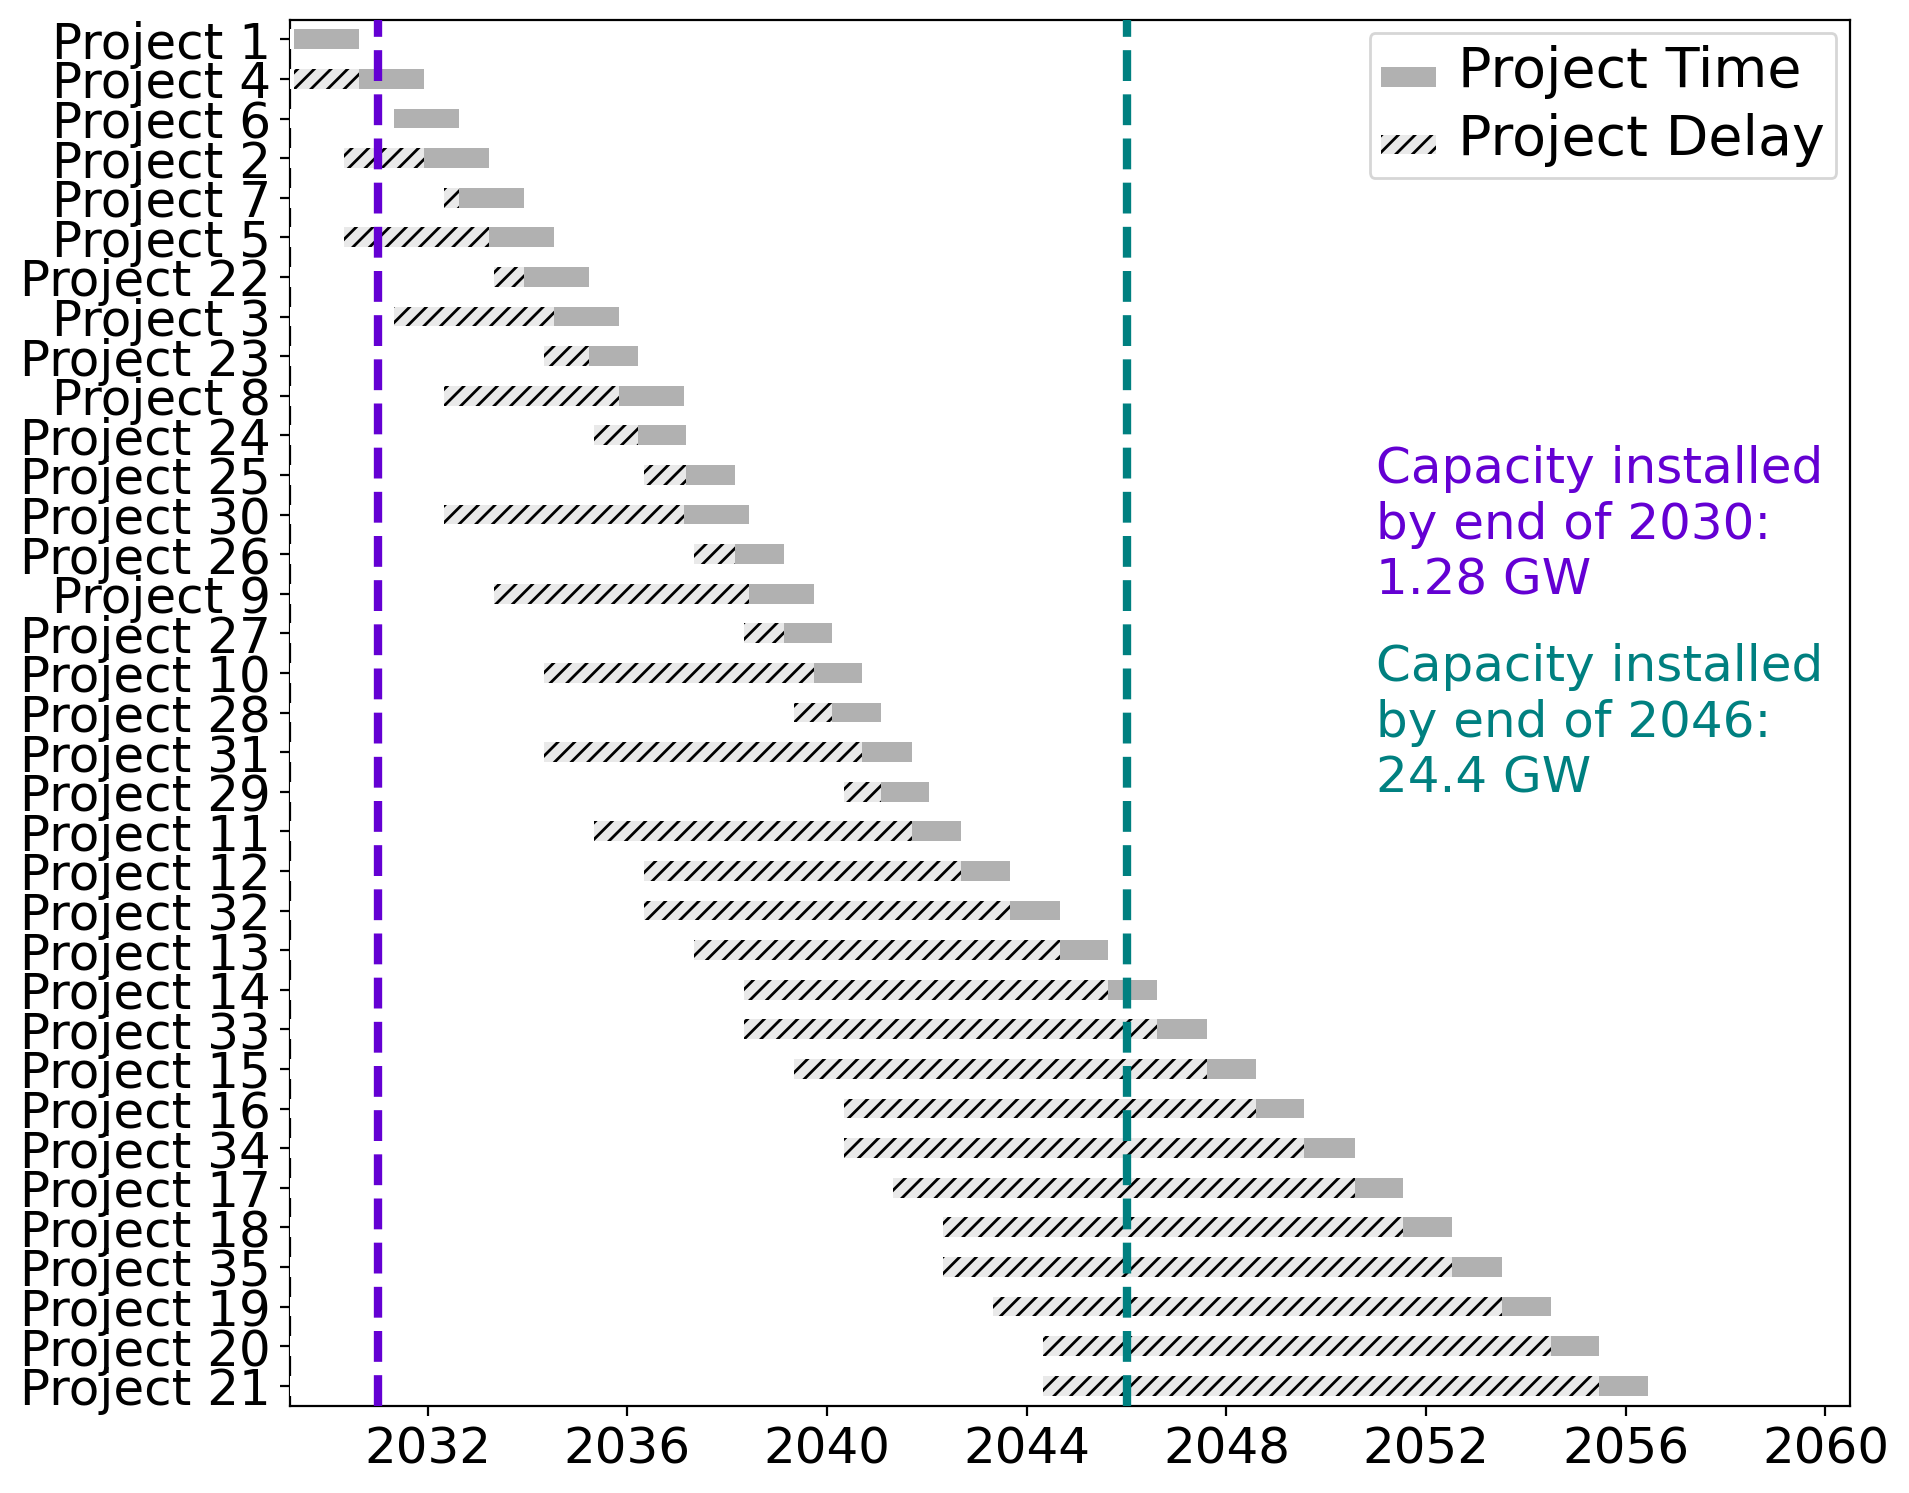 Project 1
Project 4
Project 6
Project 2
Project 7
Project 5
Project 22
Project 3
Project 23
Project 8
Project 24
Project 25
Project 30
Project 26
Project 9
Project 27
Project 10
Project 28
Project 31
Project 29
Project 11
Project 12
Project 32
Project 13
Project 14
Project 33
Project 15
Project 16
Project 34
Project 17
Project 18
Project 35
Project 19
Project 20
Project 21
Project Time
Project Delay
Capacity installed
by end of 2030:
1.28 GW
Capacity installed
by end of 2046:
24.4 GW
2032 2036 2040 2044 2048 2052 2056 2060